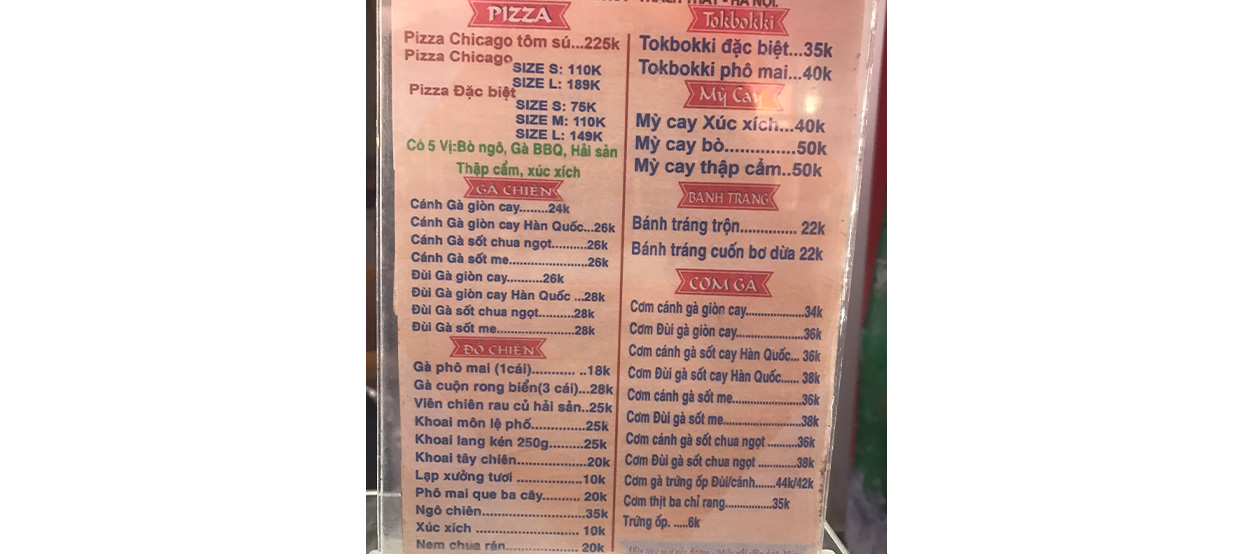 THẠCH THẤT - HÀ NỘI.
PIZZA
Pizza Chicago tôm sú...225k
Pizza Chicago
SIZE S: 110K
SIZE L: 189K
Pizza Đặc biệt
SIZE S: 75K
SIZE M: 110K
SIZE L: 149K
Có 5 Vị:Bò ngô, Gà BBQ, Hải sản
Thập cẩm, xúc xích
GÀ CHIÊN
Cánh Gà giòn cay........24k
Cánh Gà giòn cay Hàn Quốc...26k
Cánh Gà sốt chua ngọt..........26k
Cánh Gà sốt me......................26k
Đùi Gà giòn cay..........26k
Đùi Gà giòn cay Hàn Quốc ...28k
Đùi Gà sốt chua ngọt..........28k
Đùi Gà sốt me......................28k
ĐỒ CHIÊN
Gà phô mai (1cái)........... ..18k
Gà cuộn rong biển(3 cái)...28k
Viên chiên rau củ hải sản..25k
Khoai môn lệ phố...............25k
Khoai lang kén 250g.........25k
Khoai tây chiên..................20k
Lạp xưởng tươi ................10k
Phô mai que ba cây.......... 20k
Ngô chiên............................35k
Xúc xích ............................ 10k
Nem chua rán.................... 20k
Tokbokki
Tokbokki đặc biệt...35k
Tokbokki phô mai...40k
Mỳ Cay
Mỳ cay Xúc xích...40k
Mỳ cay bò...............50k
Mỳ cay thập cẩm..50k
BÁNH TRÁNG
Bánh tráng trộn.............. 22k
Bánh tráng cuốn bơ dừa 22k
CƠM GÀ
Cơm cánh gà giòn cay....................34k
Cơm Đùi gà giòn cay.......................36k
Cơm cánh gà sốt cay Hàn Quốc... 36k
Cơm Đùi gà sốt cay Hàn Quốc...... 38k
Cơm cánh gà sốt me........................36k
Cơm Đùi gà sốt me...........................38k
Cơm cánh gà sốt chua ngọt ..........36k
Cơm Đùi gà sốt chua ngọt .............38k
Cơm gà trứng ốp Đùi/cánh.......44k/42k
Cơm thịt ba chỉ rang................35k
Trứng ốp. .....6k